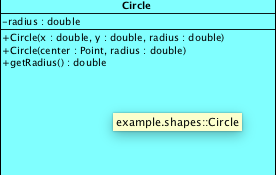 Circle
-radius : double
+Circle(x : double, y : double, radius : double)
+Circle(center : Point, radius : double)
+getRadius() : double
example.shapes::Circle